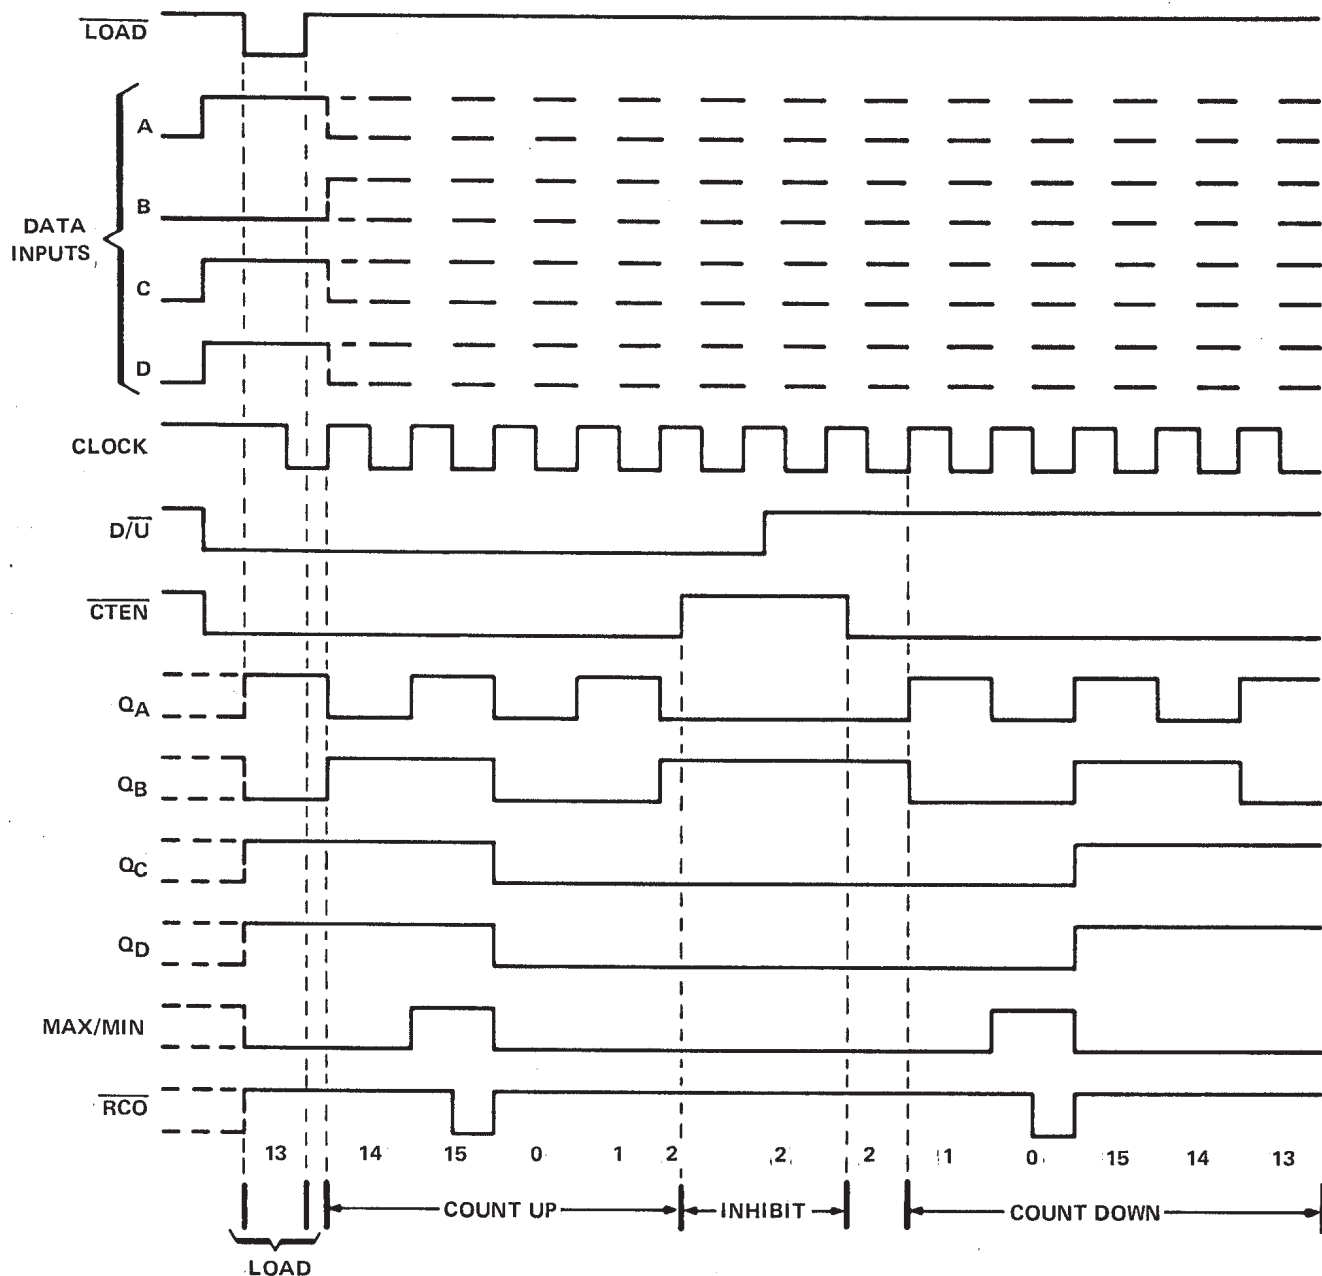 LOAD
A
B
DATA
INPUTS
C
D
CLOCK
D/U
CTEN
QA
QB
QC
QD
MAX/MIN
RCO
13 14 15 0 1 2 2 2 1 0 15 14 13
COUNT UP INHIBIT COUNT DOWN
LOAD